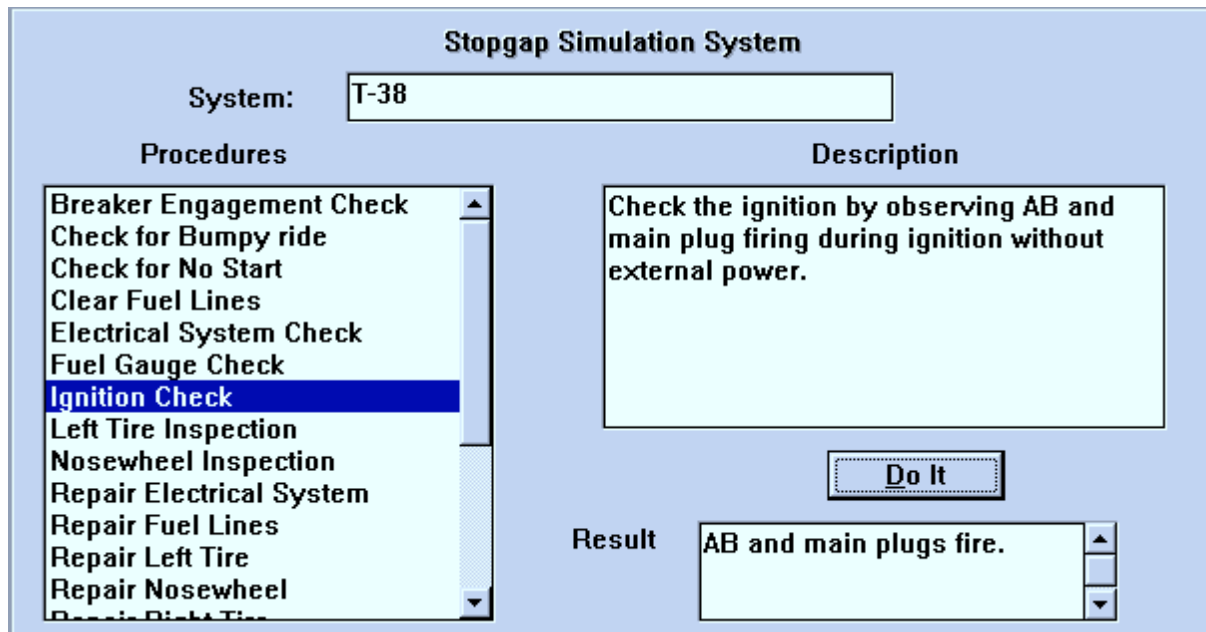 Stopgap Simulation System
System: T-38
Procedures
Breaker Engagement Check
Check for Bumpy ride
Check for No Start
Clear Fuel Lines
Electrical System Check
Fuel Gauge Check
Ignition Check
Left Tire Inspection
Nosewheel Inspection
Repair Electrical System
Repair Fuel Lines
Repair Left Tire
Repair Nosewheel
Repair Right Tire
Description
Check the ignition by observing AB and
main plug firing during ignition without
external power.
Do It
Result
AB and main plugs fire.